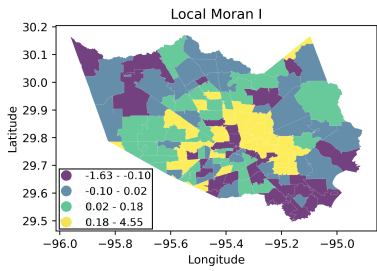 Local Moran I
30.2
30.1
30.0
29.9
29.8
29.7
29.6
29.5
Latitude
-1.63 - -0.10
-0.10 - 0.02
0.02 - 0.18
0.18 - 4.55
−96.0 −95.8 −95.6 −95.4 −95.2 −95.0
Longitude